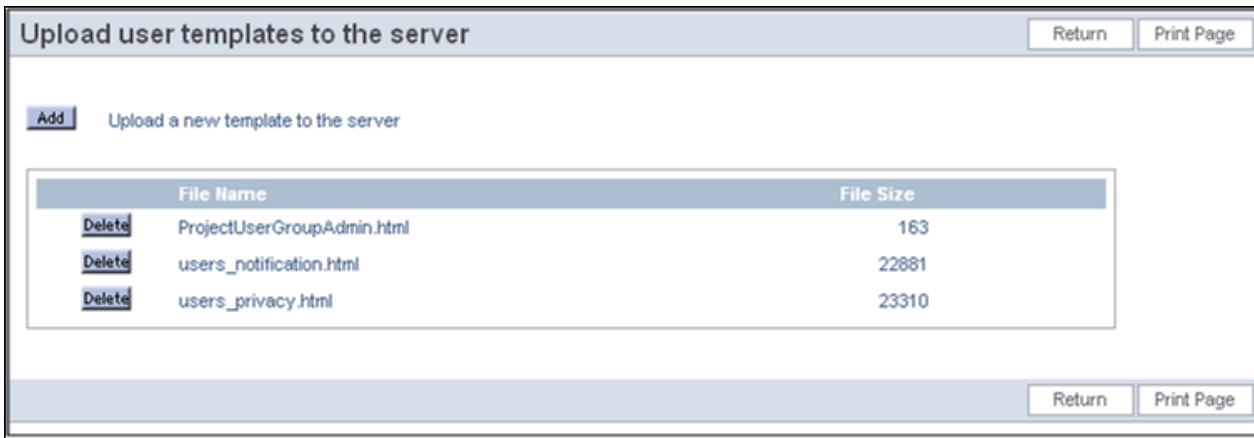 Upload user templates to the server Return Print Page
Add Upload a new template to the server
File Name File Size
Delete ProjectUserGroupAdmin.html 163
Delete users_notification.html 22881
Delete users_privacy.html 23310
Return Print Page